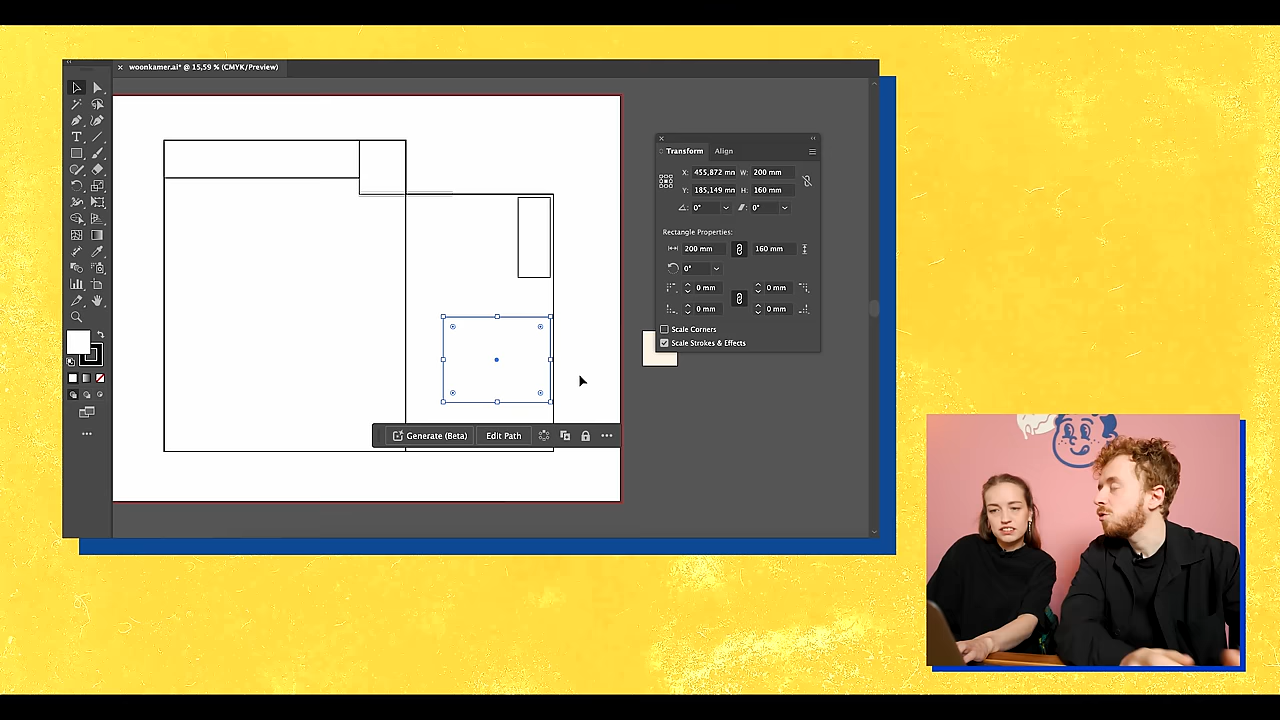 woonkamer.ai* @ 15,59 % (CMYK/Preview)
Transform Align
X: 455,872 mm W: 200 mm
Y: 185,149 mm H: 160 mm
0° 0°
Rectangle Properties:
200 mm 160 mm
0°
0 mm 0 mm
0 mm 0 mm
Scale Corners
Scale Strokes & Effects
Generate (Beta) Edit Path